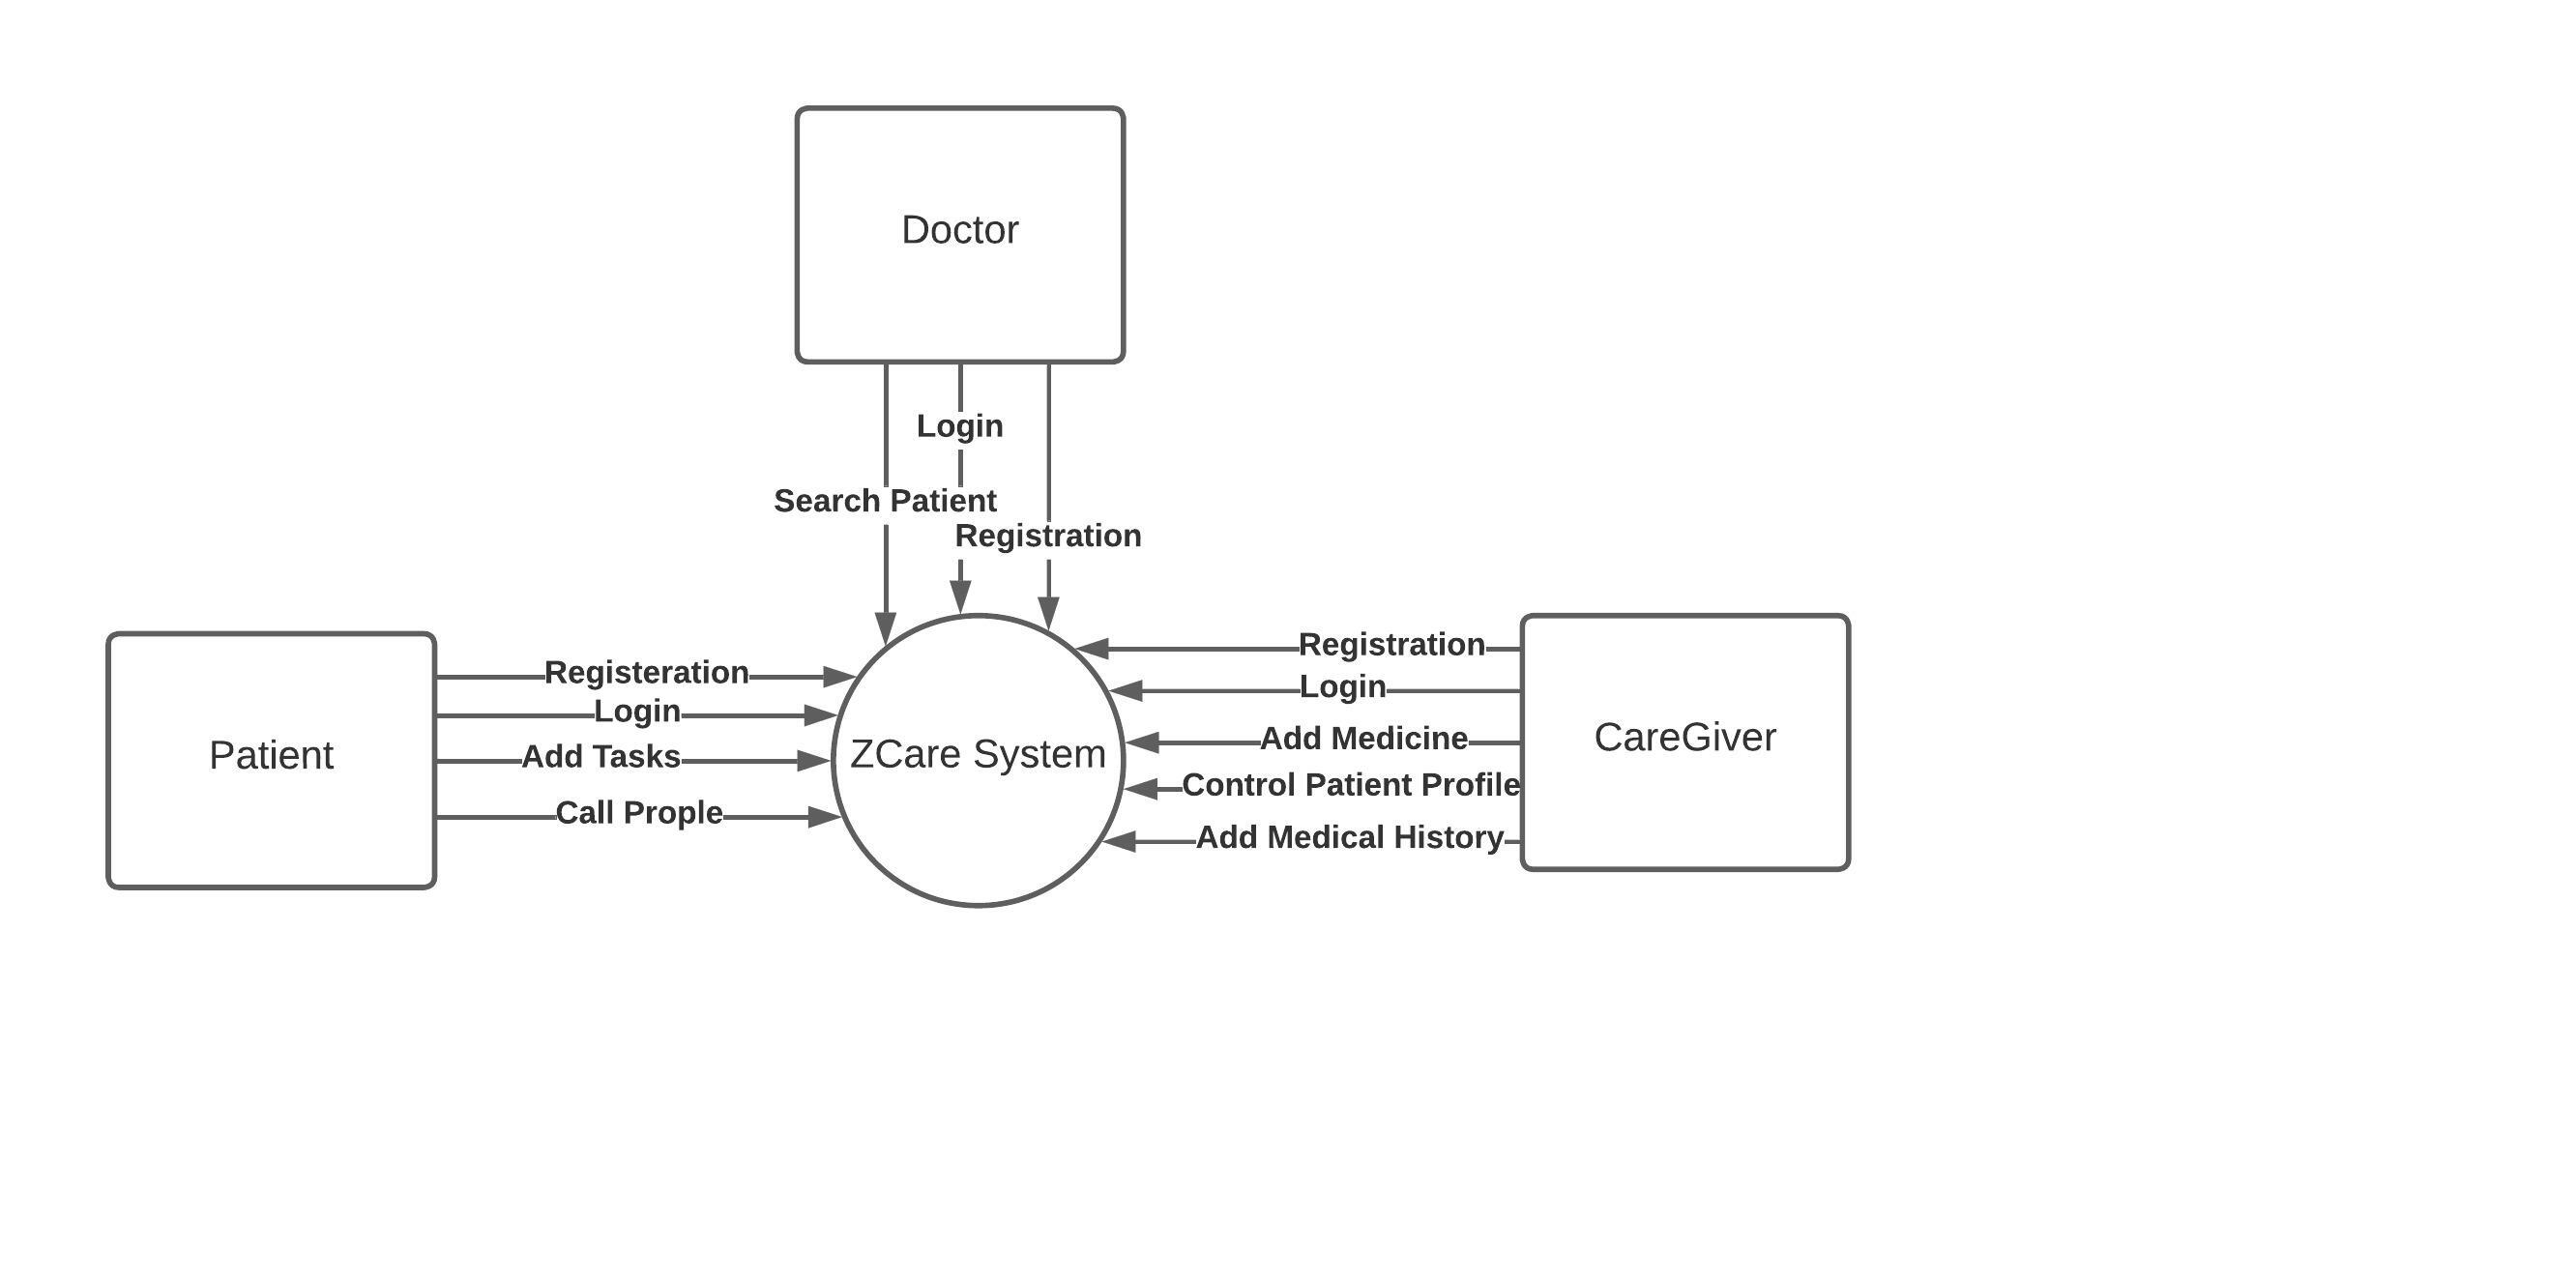 Doctor
Login
Search Patient
Registration
Registration
Registeration
Login
Login
Patient
Add Tasks
ZCare System
Add Medicine
CareGiver
Control Patient Profile
Call Prople
Add Medical History